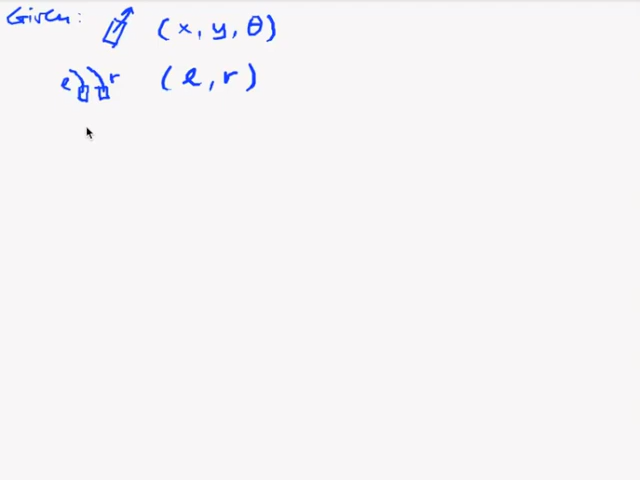 Given: (x, y, θ)
l r (l, r)